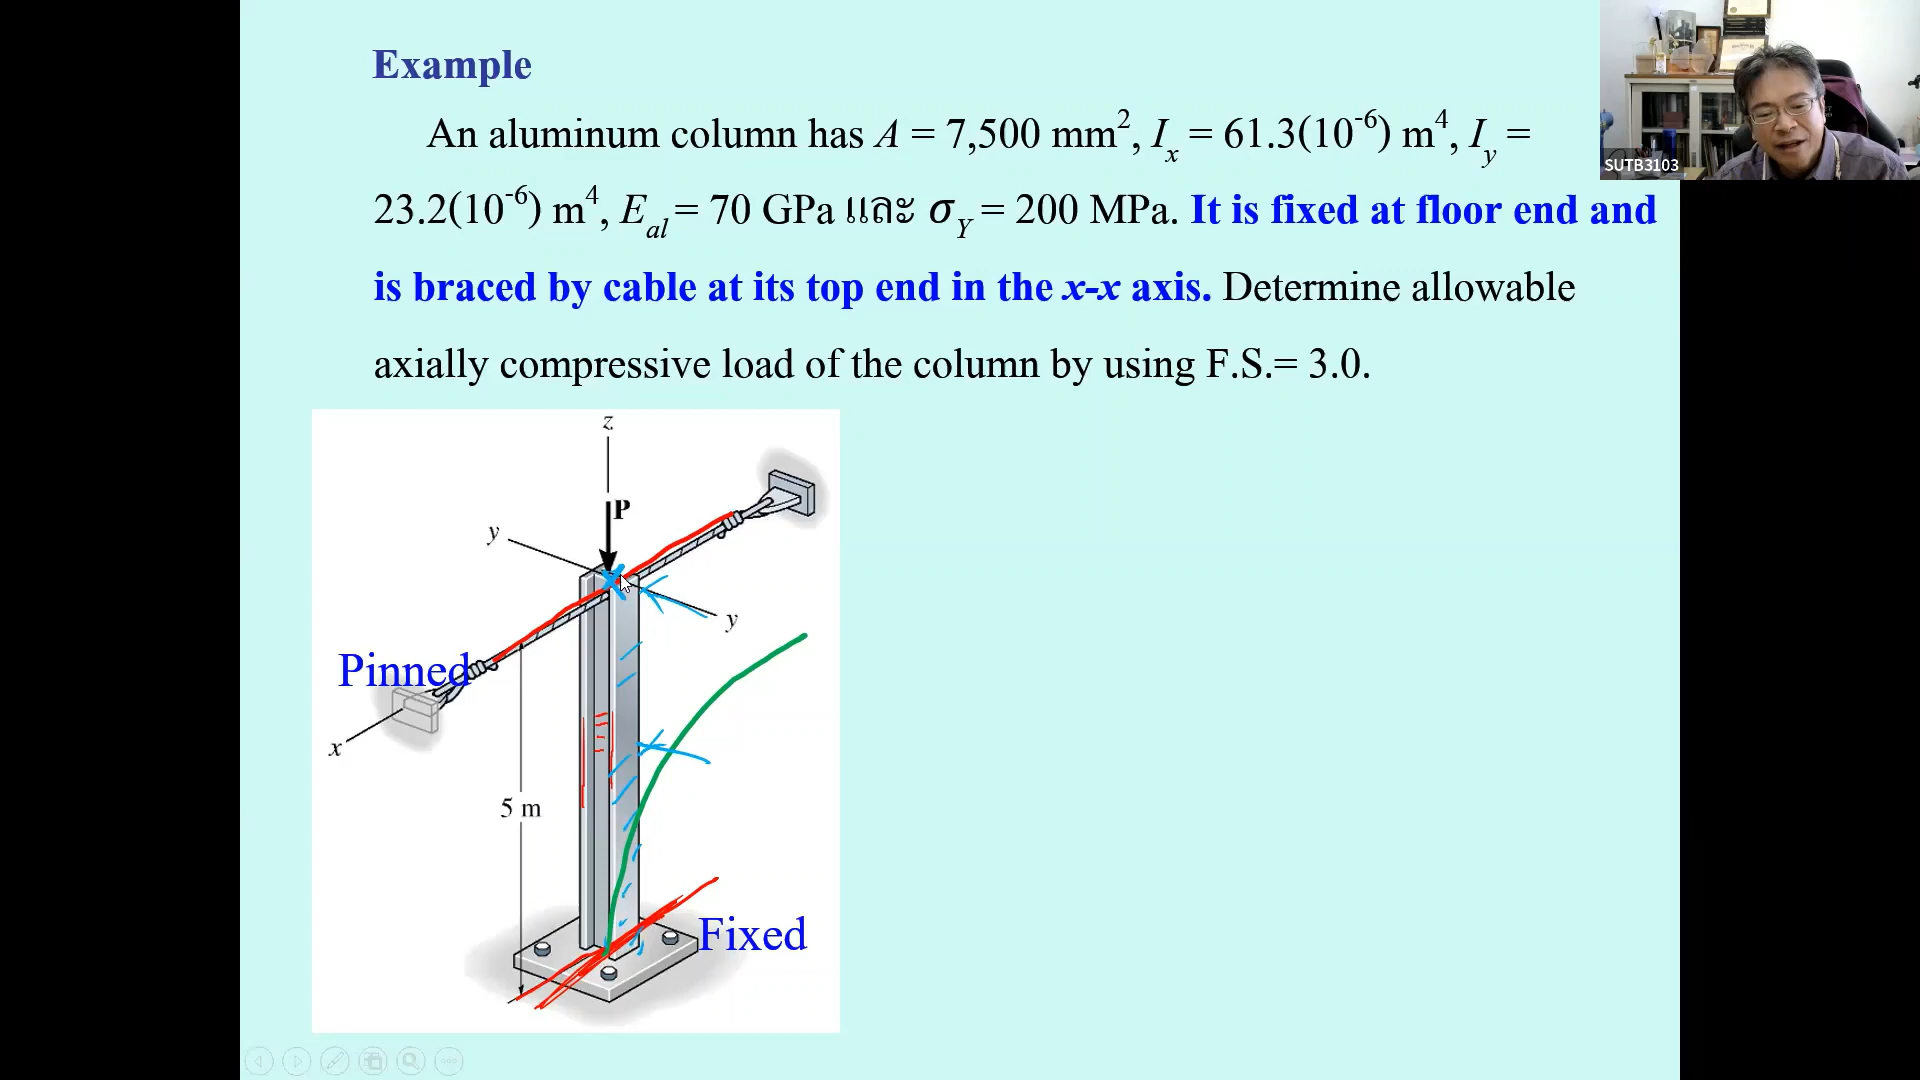 Example
An aluminum column has A = 7,500 mm², Iₓ = 61.3(10⁻⁶) m⁴, I_y =
23.2(10⁻⁶) m⁴, E_al = 70 GPa และ σ_Y = 200 MPa. It is fixed at floor end and
is braced by cable at its top end in the x-x axis. Determine allowable
axially compressive load of the column by using F.S.= 3.0.
SUTB3103
z
P
y
y
Pinned
x
5 m
Fixed